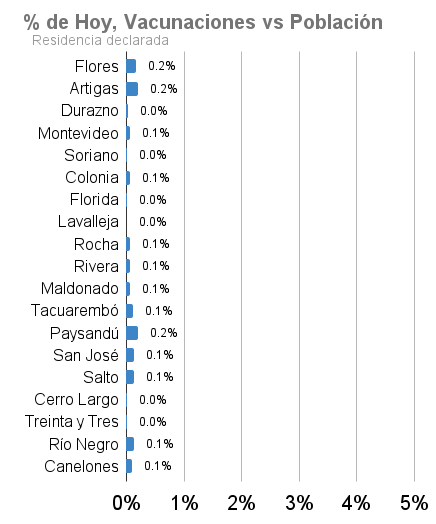 % de Hoy, Vacunaciones vs Población
Residencia declarada
Flores 0.2%
Artigas 0.2%
Durazno 0.0%
Montevideo 0.1%
Soriano 0.0%
Colonia 0.1%
Florida 0.0%
Lavalleja 0.0%
Rocha 0.1%
Rivera 0.1%
Maldonado 0.1%
Tacuarembó 0.1%
Paysandú 0.2%
San José 0.1%
Salto 0.1%
Cerro Largo 0.0%
Treinta y Tres 0.0%
Río Negro 0.1%
Canelones 0.1%
0% 1% 2% 3% 4% 5%